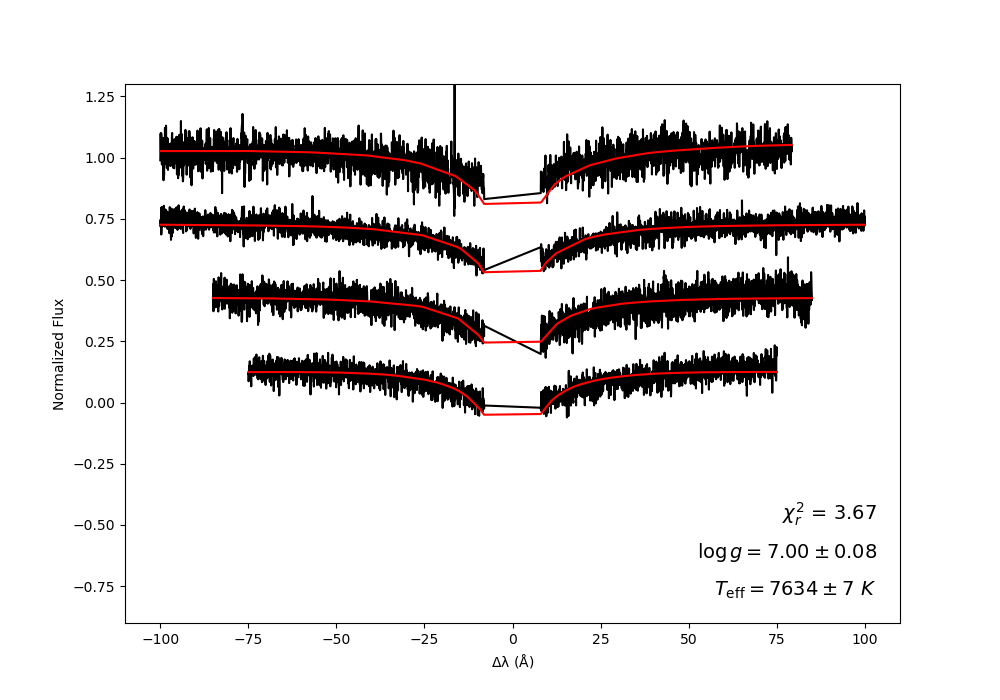 1.25
1.00
0.75
0.50
0.25
0.00
−0.25
−0.50
−0.75
Normalized Flux
χ²ᵣ = 3.67
log g = 7.00 ± 0.08
T_eff = 7634 ± 7 K
−100 −75 −50 −25 0 25 50 75 100
Δλ (Å)